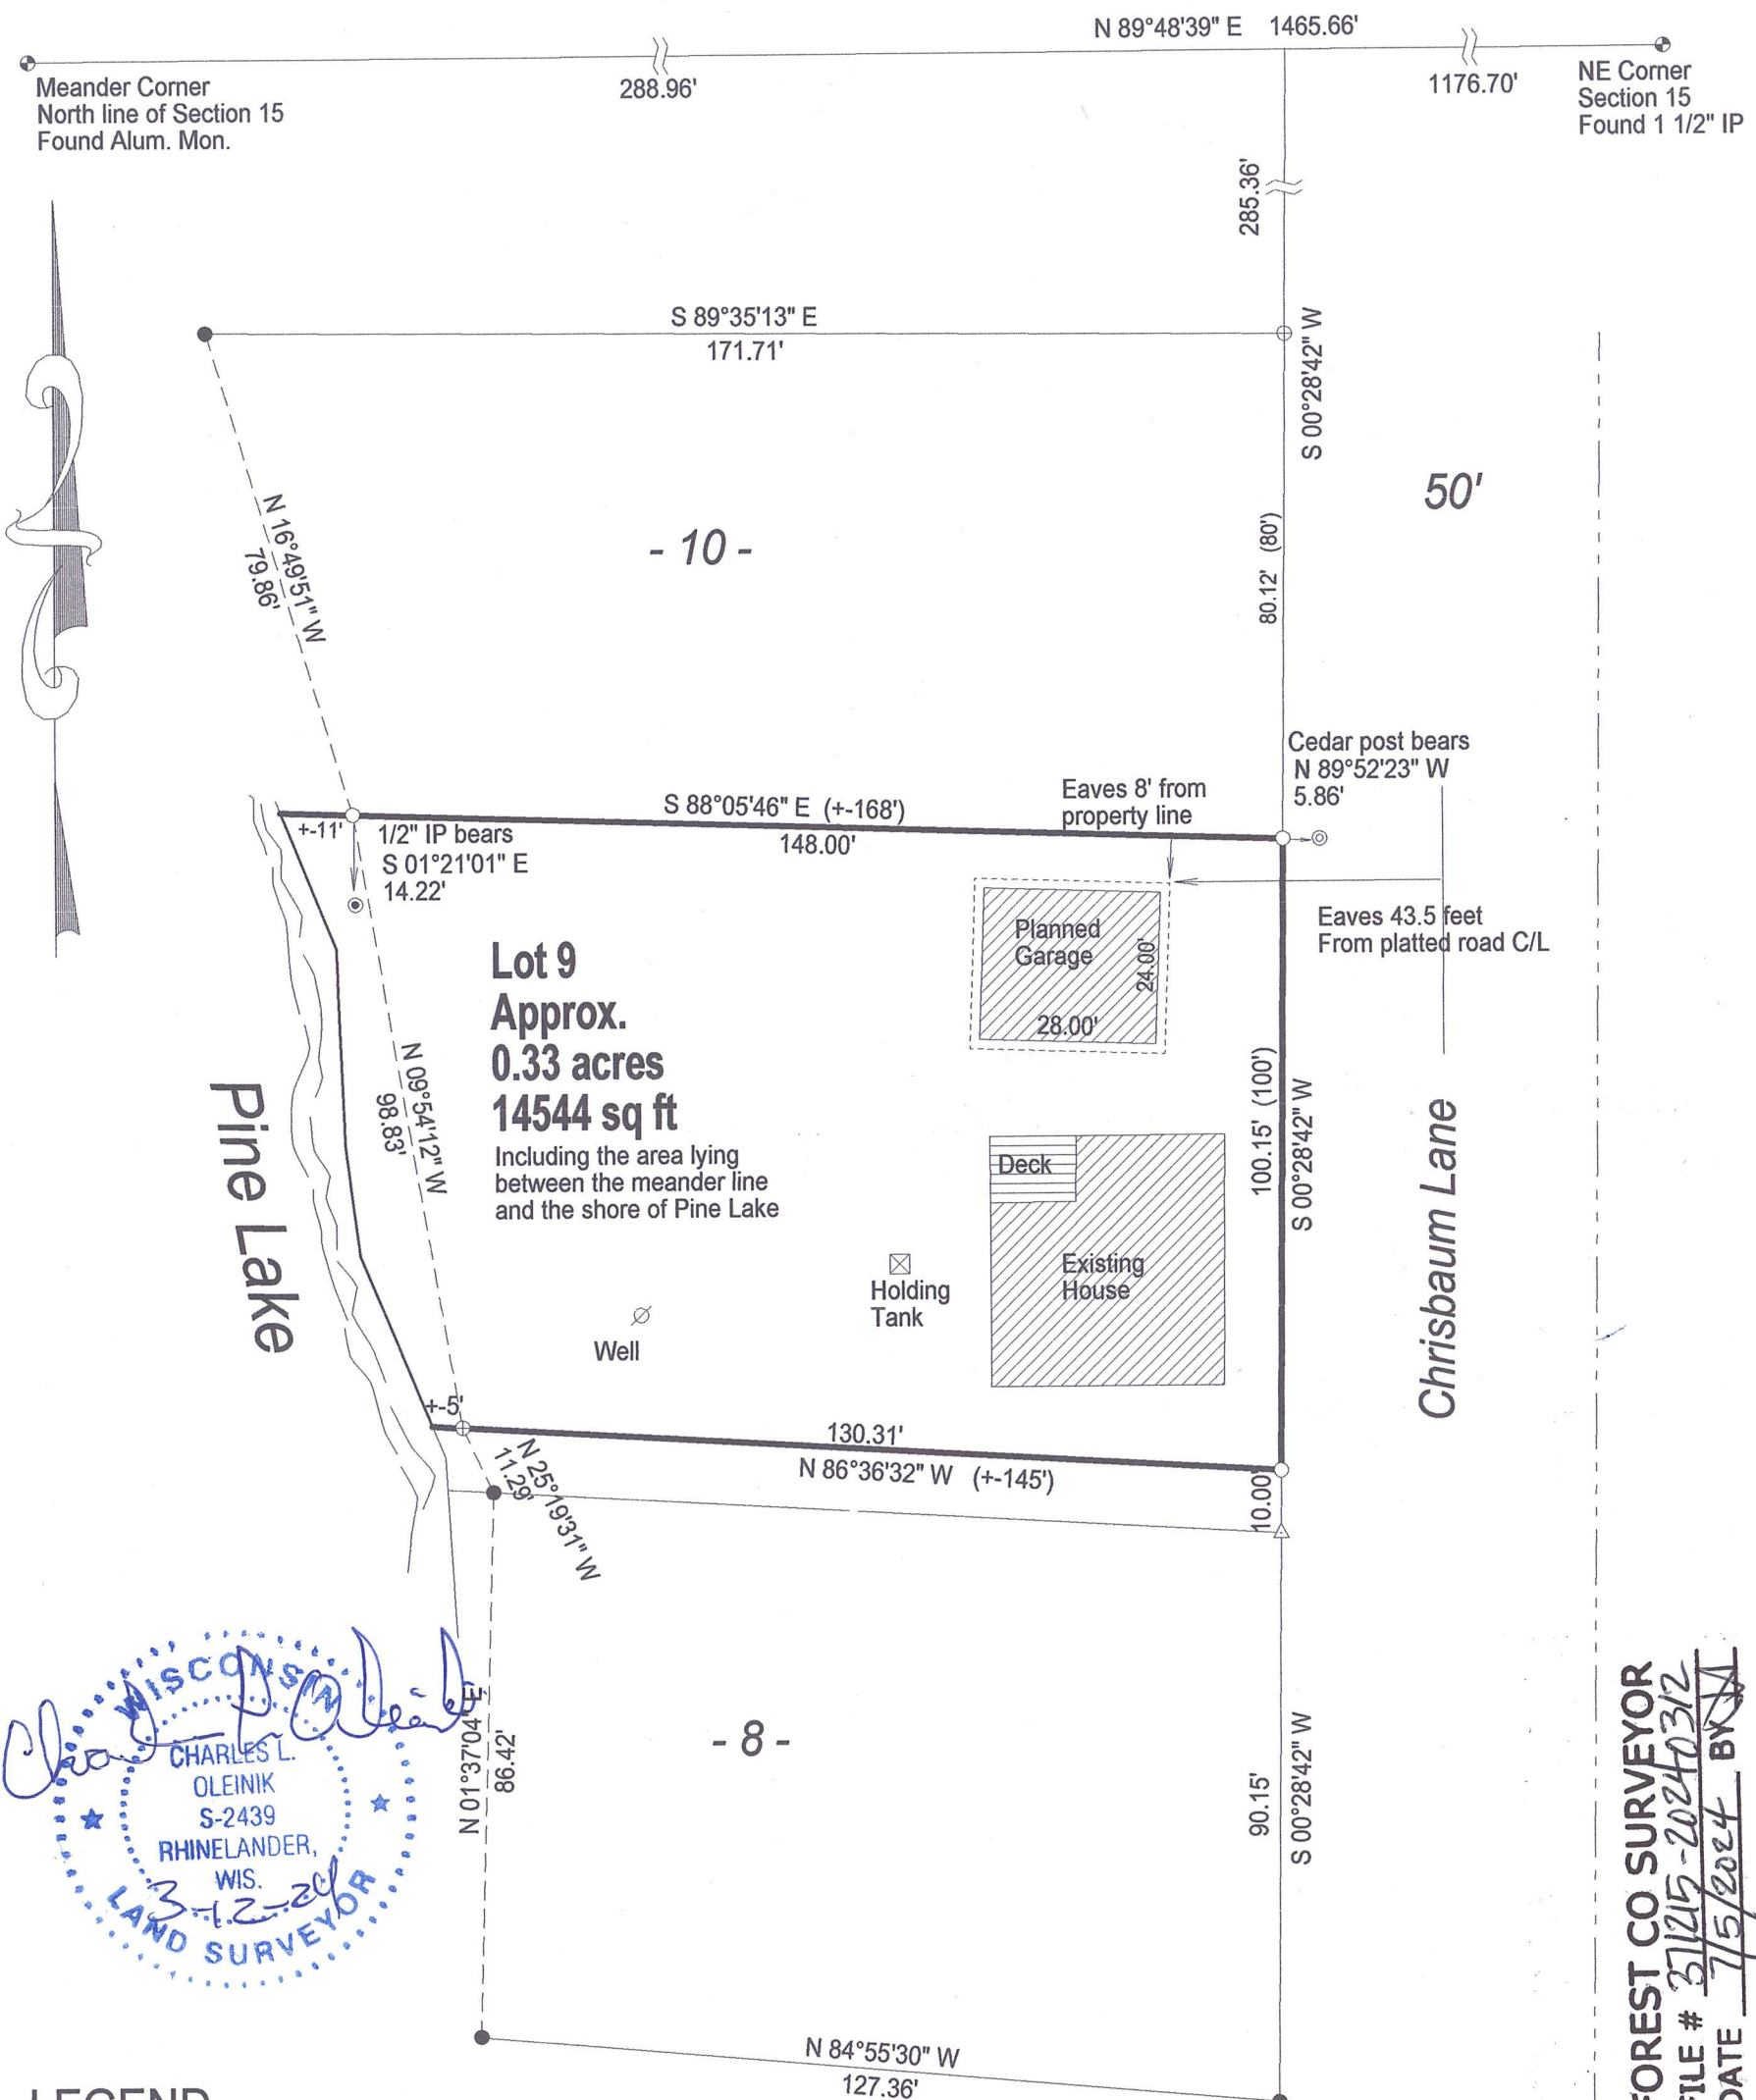 N 89°48'39" E 1465.66'
Meander Corner
North line of Section 15
Found Alum. Mon.
288.96'
1176.70'
NE Corner
Section 15
Found 1 1/2" IP
285.36'
S 89°35'13" E
171.71'
S 00°28'42" W
50'
N 16°49'51" W
79.86'
- 10 -
80.12' (80')
Cedar post bears
N 89°52'23" W
5.86'
Eaves 8' from
property line
S 88°05'46" E (+-168')
148.00'
+-11'
1/2" IP bears
S 01°21'01" E
14.22'
Planned
Garage
24.00'
28.00'
Eaves 43.5 feet
From platted road C/L
Lot 9
Approx.
0.33 acres
14544 sq ft
Including the area lying
between the meander line
and the shore of Pine Lake
N 09°54'12" W
98.83'
Pine Lake
100.15' (100')
S 00°28'42" W
Chrisbaum Lane
Deck
Existing
House
Holding
Tank
Well
+-5'
130.31'
N 86°36'32" W (+-145')
N 25°19'31" W
11.29'
10.00'
WISCONSIN
CHARLES L.
OLEINIK
S-2439
RHINELANDER,
WIS.
3-12-24
LAND SURVEYOR
N 01°37'04" E
86.42'
- 8 -
90.15'
S 00°28'42" W
N 84°55'30" W
127.36'
FOREST CO SURVEYOR
FILE # 371215-20240312
DATE 7/5/2024 BY
LEGEND